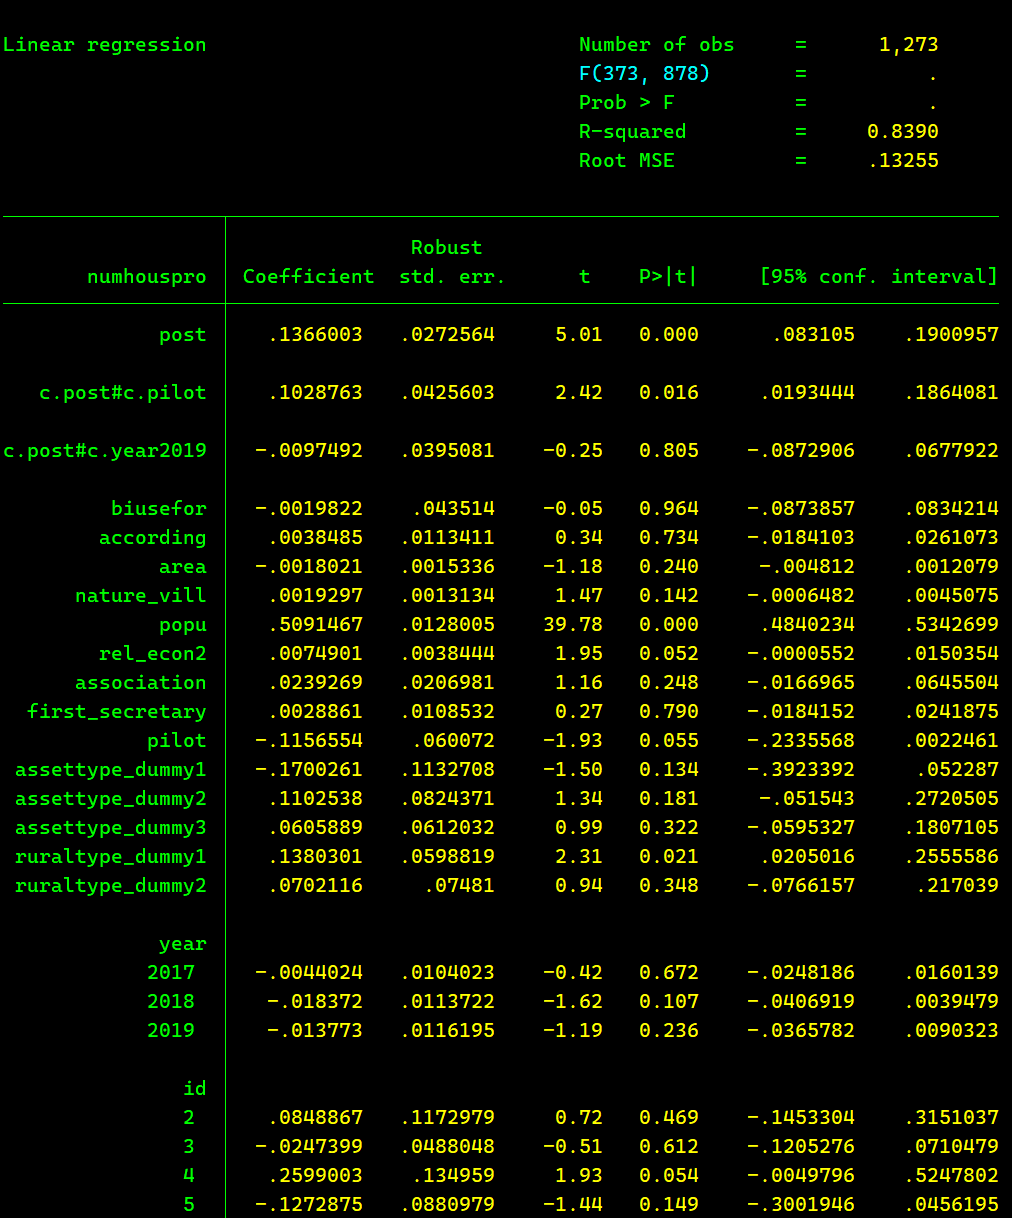 Linear regression Number of obs = 1,273
F(373, 878) = .
Prob > F = .
R-squared = 0.8390
Root MSE = .13255
Robust
numhouspro Coefficient std. err. t P>|t| [95% conf. interval]
post .1366003 .0272564 5.01 0.000 .083105 .1900957
c.post#c.pilot .1028763 .0425603 2.42 0.016 .0193444 .1864081
c.post#c.year2019 -.0097492 .0395081 -0.25 0.805 -.0872906 .0677922
biusefor -.0019822 .043514 -0.05 0.964 -.0873857 .0834214
according .0038485 .0113411 0.34 0.734 -.0184103 .0261073
area -.0018021 .0015336 -1.18 0.240 -.004812 .0012079
nature_vill .0019297 .0013134 1.47 0.142 -.0006482 .0045075
popu .5091467 .0128005 39.78 0.000 .4840234 .5342699
rel_econ2 .0074901 .0038444 1.95 0.052 -.0000552 .0150354
association .0239269 .0206981 1.16 0.248 -.0166965 .0645504
first_secretary .0028861 .0108532 0.27 0.790 -.0184152 .0241875
pilot -.1156554 .060072 -1.93 0.055 -.2335568 .0022461
assettype_dummy1 -.1700261 .1132708 -1.50 0.134 -.3923392 .052287
assettype_dummy2 .1102538 .0824371 1.34 0.181 -.051543 .2720505
assettype_dummy3 .0605889 .0612032 0.99 0.322 -.0595327 .1807105
ruraltype_dummy1 .1380301 .0598819 2.31 0.021 .0205016 .2555586
ruraltype_dummy2 .0702116 .07481 0.94 0.348 -.0766157 .217039
year
2017 -.0044024 .0104023 -0.42 0.672 -.0248186 .0160139
2018 -.018372 .0113722 -1.62 0.107 -.0406919 .0039479
2019 -.013773 .0116195 -1.19 0.236 -.0365782 .0090323
id
2 .0848867 .1172979 0.72 0.469 -.1453304 .3151037
3 -.0247399 .0488048 -0.51 0.612 -.1205276 .0710479
4 .2599003 .134959 1.93 0.054 -.0049796 .5247802
5 -.1272875 .0880979 -1.44 0.149 -.3001946 .0456195